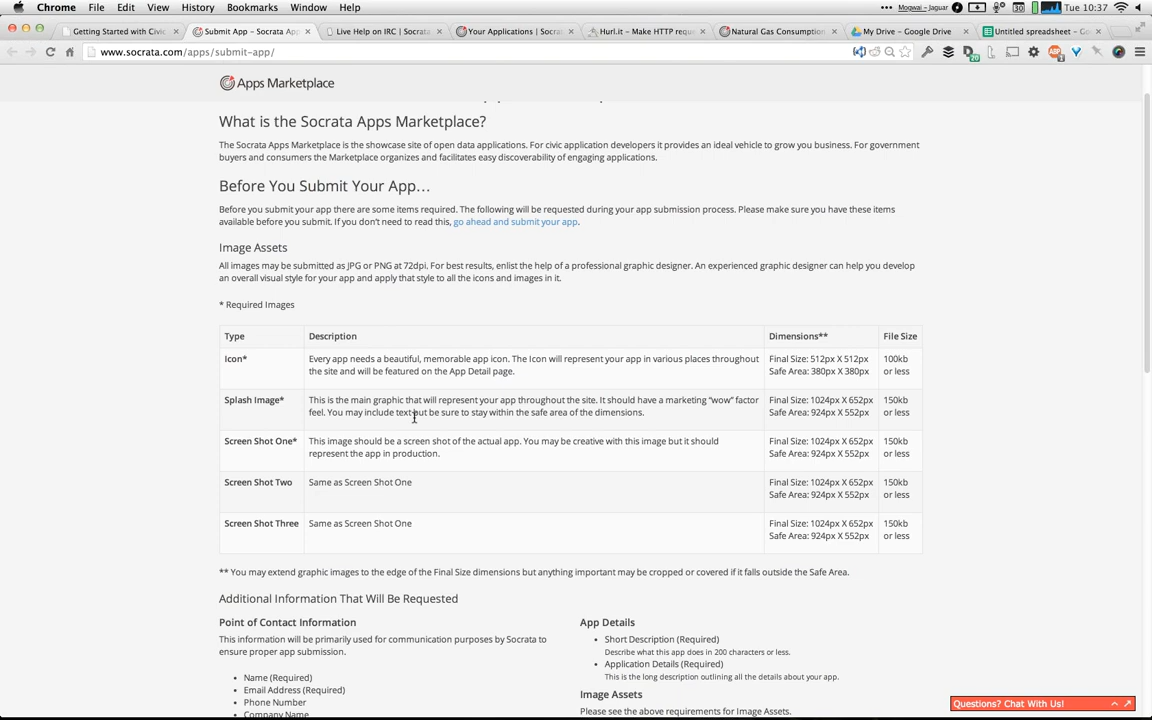 Chrome File Edit View History Bookmarks Window Help
Mogwai – Jaguar
30
Tue 10:37
Getting Started with Civic
Submit App – Socrata Ap
Live Help on IRC | Socrata
Your Applications | Socra
Hurl.it – Make HTTP requ
Natural Gas Consumption
My Drive – Google Drive
Untitled spreadsheet – Go
www.socrata.com/apps/submit-app/
Apps Marketplace
What is the Socrata Apps Marketplace?
The Socrata Apps Marketplace is the showcase site of open data applications. For civic application developers it provides an ideal vehicle to grow you business. For government
buyers and consumers the Marketplace organizes and facilitates easy discoverability of engaging applications.
Before You Submit Your App…
Before you submit your app there are some items required. The following will be requested during your app submission process. Please make sure you have these items
available before you submit. If you don't need to read this, go ahead and submit your app.
Image Assets
All images may be submitted as JPG or PNG at 72dpi. For best results, enlist the help of a professional graphic designer. An experienced graphic designer can help you develop
an overall visual style for your app and apply that style to all the icons and images in it.
* Required Images
Type Description Dimensions** File Size
Icon* Every app needs a beautiful, memorable app icon. The Icon will represent your app in various places throughout Final Size: 512px X 512px 100kb
the site and will be featured on the App Detail page. Safe Area: 380px X 380px or less
Splash Image* This is the main graphic that will represent your app throughout the site. It should have a marketing “wow” factor Final Size: 1024px X 652px 150kb
feel. You may include text but be sure to stay within the safe area of the dimensions. Safe Area: 924px X 552px or less
Screen Shot One* This image should be a screen shot of the actual app. You may be creative with this image but it should Final Size: 1024px X 652px 150kb
represent the app in production. Safe Area: 924px X 552px or less
Screen Shot Two Same as Screen Shot One Final Size: 1024px X 652px 150kb
Safe Area: 924px X 552px or less
Screen Shot Three Same as Screen Shot One Final Size: 1024px X 652px 150kb
Safe Area: 924px X 552px or less
** You may extend graphic images to the edge of the Final Size dimensions but anything important may be cropped or covered if it falls outside the Safe Area.
Additional Information That Will Be Requested
Point of Contact Information
This information will be primarily used for communication purposes by Socrata to
ensure proper app submission.
• Name (Required)
• Email Address (Required)
• Phone Number
• Company Name
App Details
• Short Description (Required)
Describe what this app does in 200 characters or less.
• Application Details (Required)
This is the long description outlining all the details about your app.
Image Assets
Please see the above requirements for Image Assets.
Questions? Chat With Us!